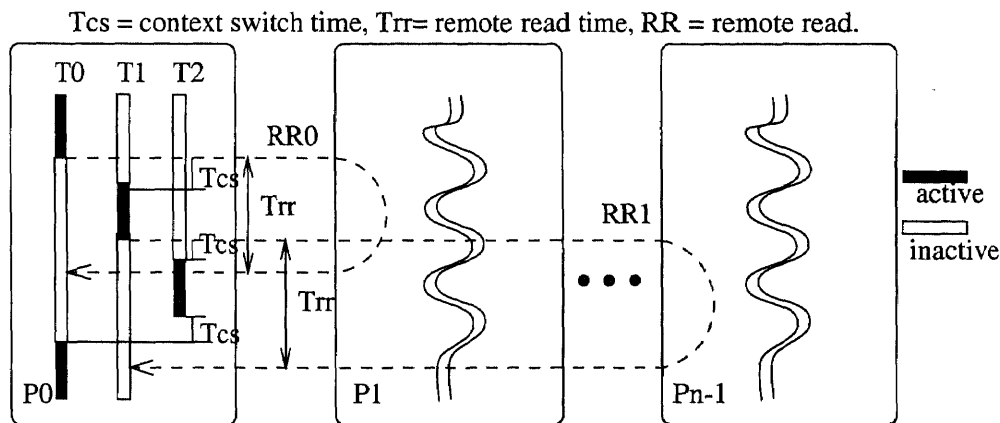 Tcs = context switch time, Trr= remote read time, RR = remote read.
T0 T1 T2
RR0
Tcs
Trr
active
RR1
Tcs
inactive
Trr
Tcs
P0 P1 Pn-1